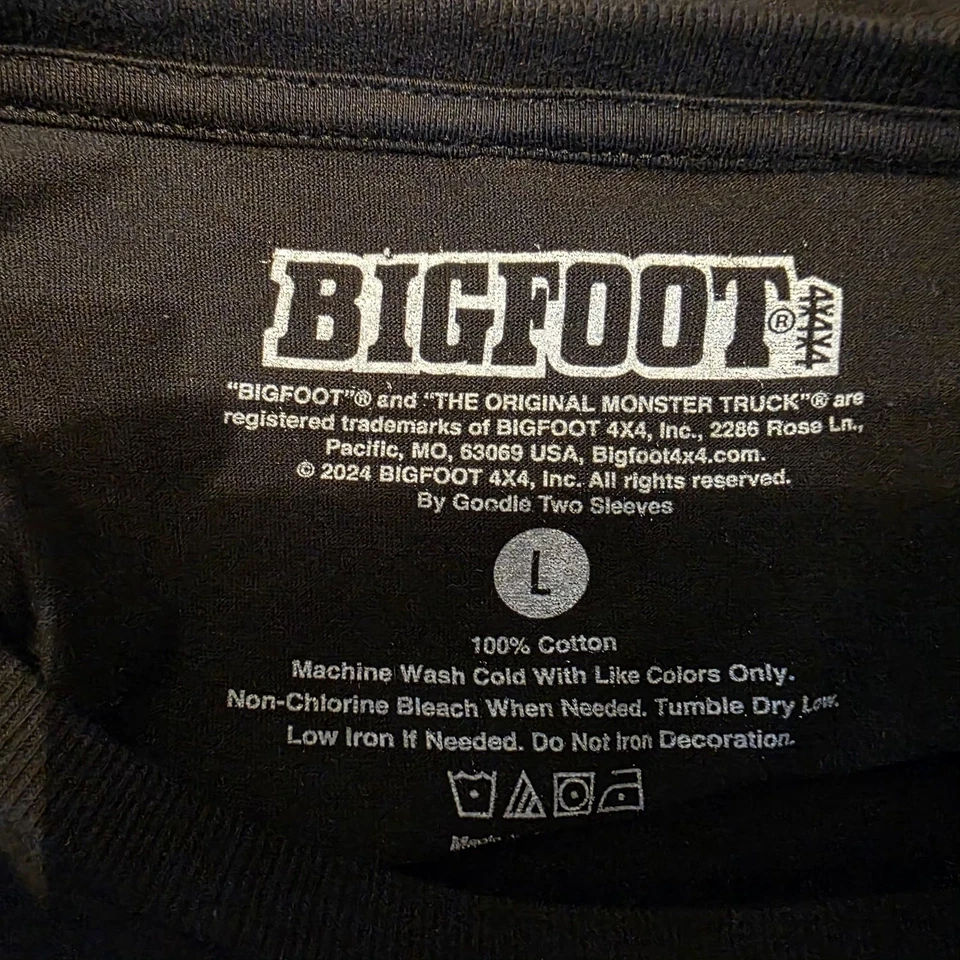 BIGFOOT®
4X4X4
"BIGFOOT"® and "THE ORIGINAL MONSTER TRUCK"® are
registered trademarks of BIGFOOT 4X4, Inc., 2286 Rose Ln.,
Pacific, MO, 63069 USA, Bigfoot4x4.com.
© 2024 BIGFOOT 4X4, Inc. All rights reserved.
By Goodie Two Sleeves
L
100% Cotton
Machine Wash Cold With Like Colors Only.
Non-Chlorine Bleach When Needed. Tumble Dry Low.
Low Iron If Needed. Do Not Iron Decoration.